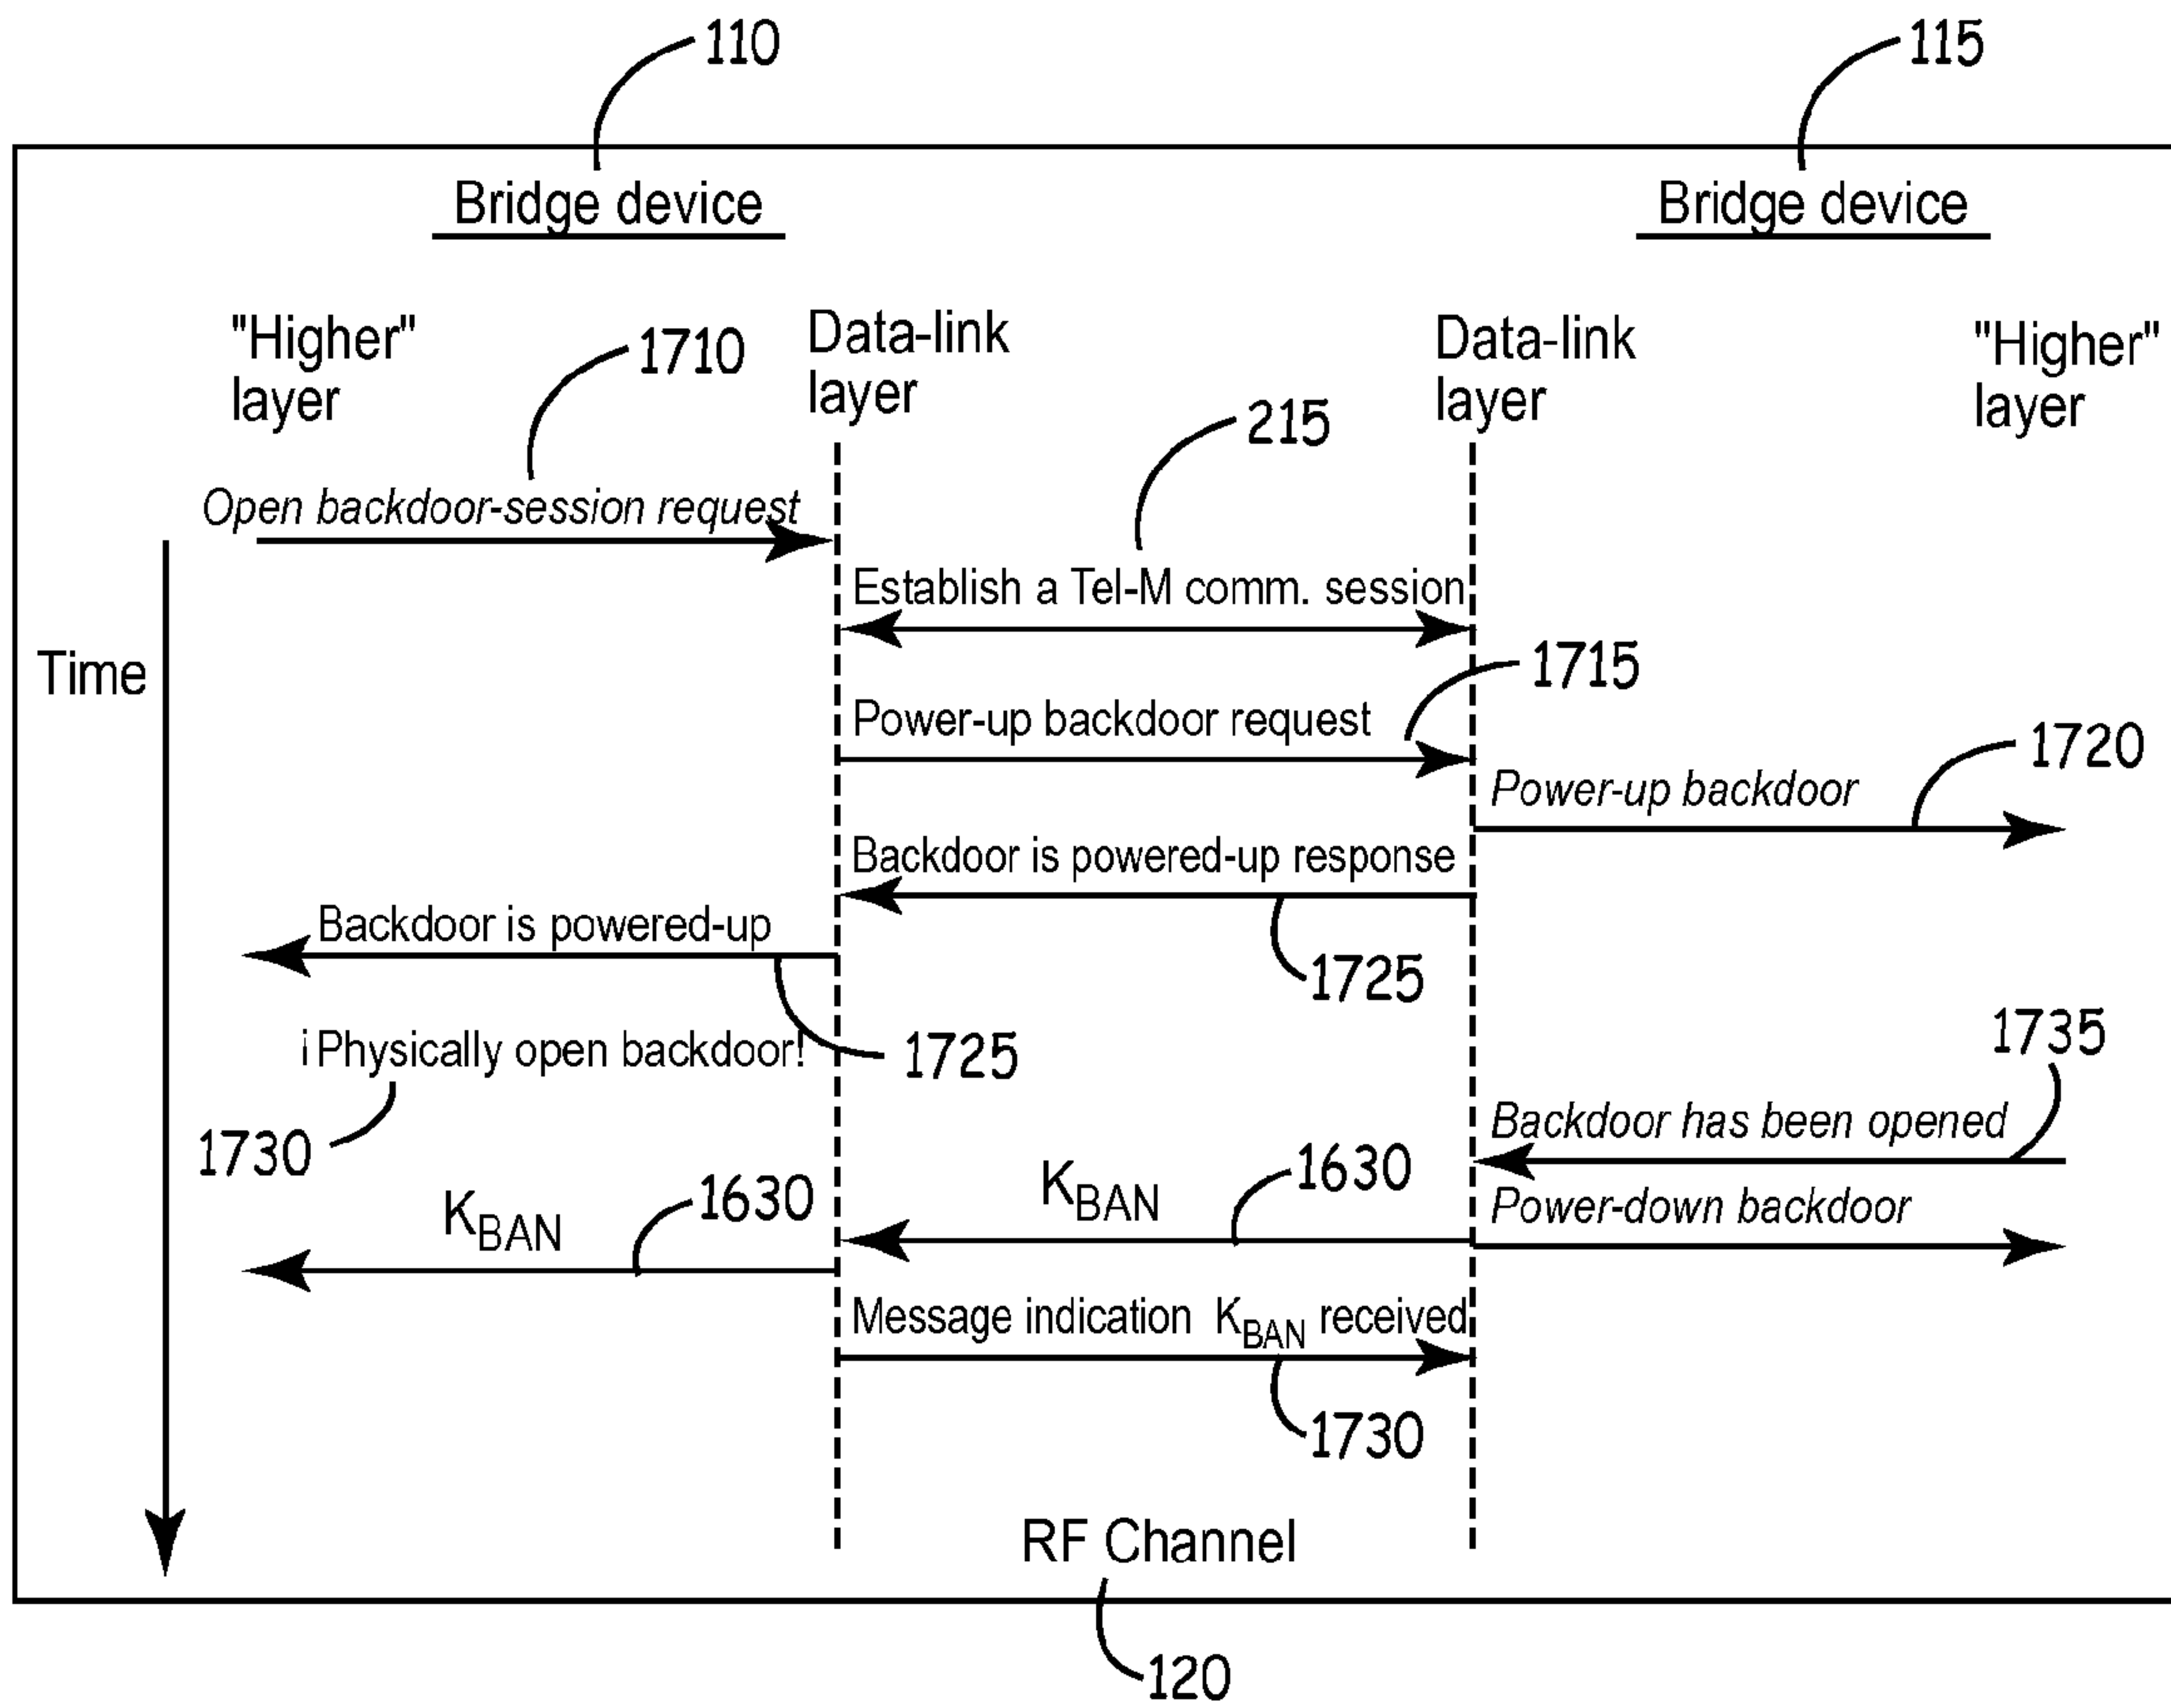 110
115
Bridge device
Bridge device
"Higher"
layer
1710
Data-link
layer
215
Data-link
layer
"Higher"
layer
Open backdoor-session request
Establish a Tel-M comm. session
Time
1715
Power-up backdoor request
1720
Power-up backdoor
Backdoor is powered-up response
Backdoor is powered-up
1725
¡Physically open backdoor!
1725
1735
1730
Backdoor has been opened
KBAN
1630
KBAN
1630
Power-down backdoor
Message indication KBAN received
1730
RF Channel
120